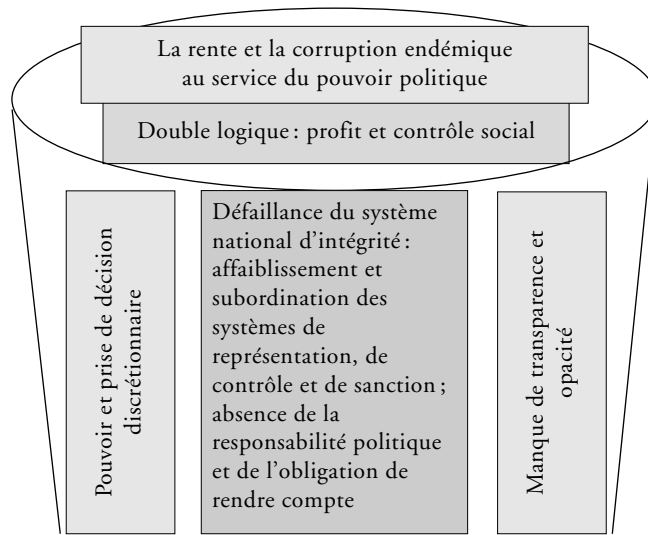 La rente et la corruption endémique
au service du pouvoir politique
Double logique : profit et contrôle social
Pouvoir et prise de décision
discrétionnaire
Défaillance du système
national d’intégrité :
affaiblissement et
subordination des
systèmes de
représentation, de
contrôle et de sanction ;
absence de la
responsabilité politique
et de l’obligation de
rendre compte
Manque de transparence et
opacité